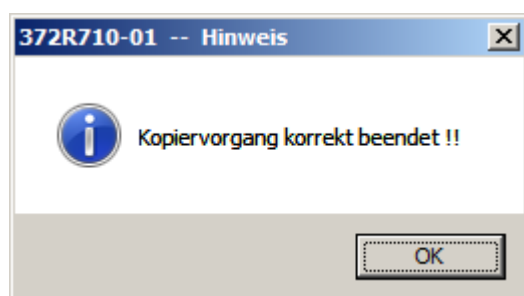 372R710-01 -- Hinweis
Kopiervorgang korrekt beendet !!
OK